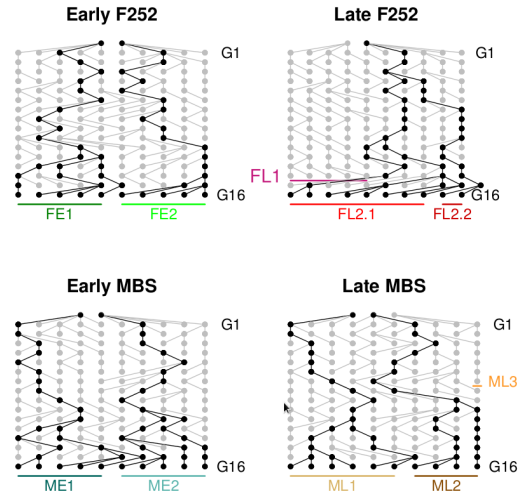 Early F252
Late F252
G1
G1
FL1
G16
G16
FE1
FE2
FL2.1
FL2.2
Early MBS
Late MBS
G1
G1
ML3
G16
G16
ME1
ME2
ML1
ML2